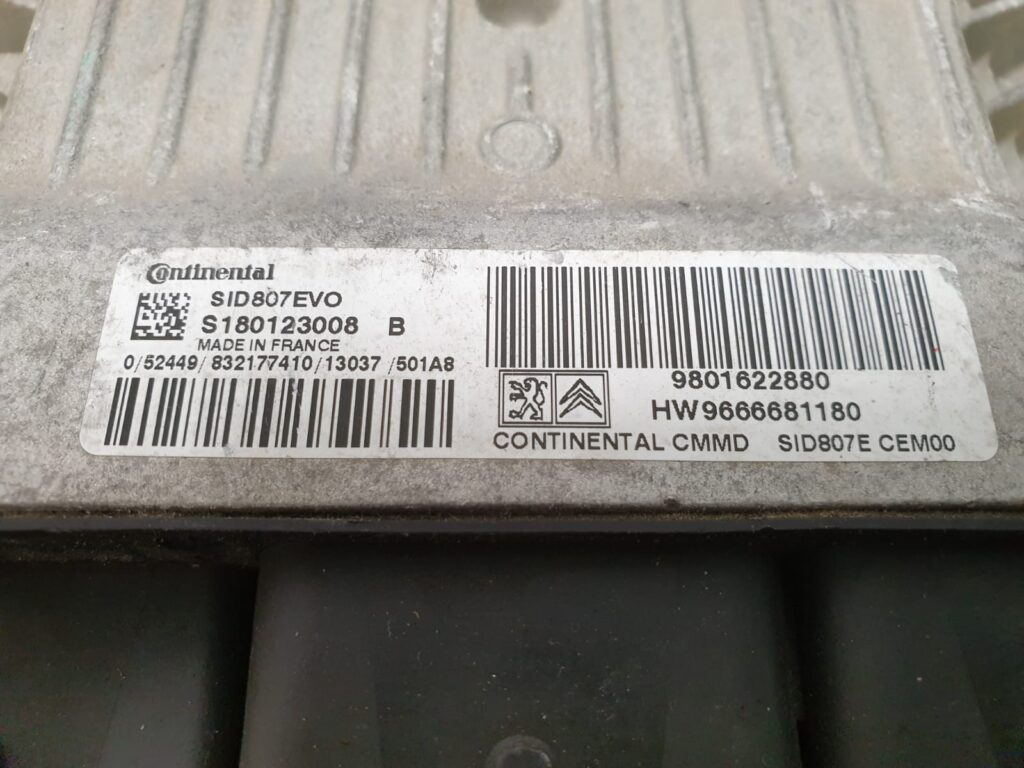 Continental
SID807EVO
S180123008 B
MADE IN FRANCE
0/52449/832177410/13037/501A8
9801622880
HW9666681180
CONTINENTAL CMMD SID807E CEM00